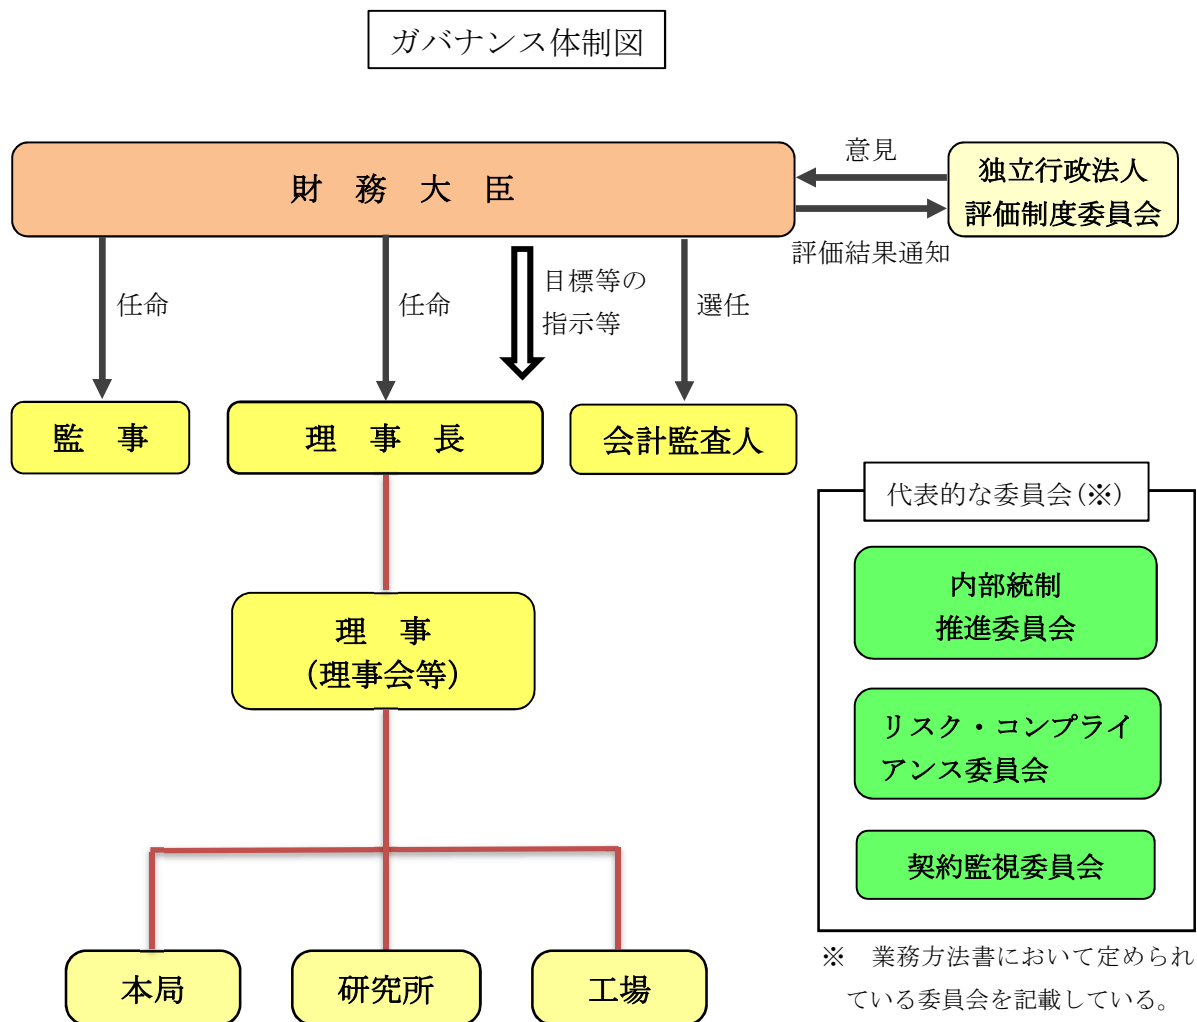 ガバナンス体制図
財　務　大　臣
意見
独立行政法人
評価制度委員会
評価結果通知
任命
任命
目標等の
指示等
選任
監　事
理　事　長
会計監査人
代表的な委員会(※)
内部統制
推進委員会
理　事
(理事会等)
リスク・コンプライ
アンス委員会
契約監視委員会
本局
研究所
工場
※　業務方法書において定められ
ている委員会を記載している。